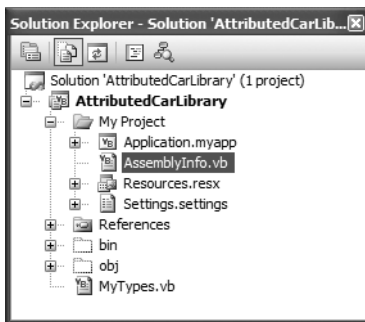 Solution Explorer - Solution 'AttributedCarLib...
Solution 'AttributedCarLibrary' (1 project)
AttributedCarLibrary
My Project
Application.myapp
AssemblyInfo.vb
Resources.resx
Settings.settings
References
bin
obj
MyTypes.vb